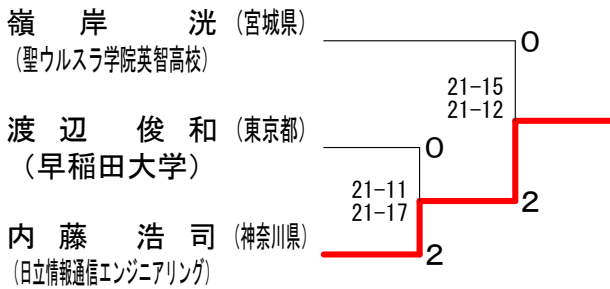 嶺岸 洸 (宮城県)
(聖ウルスラ学院英智高校)
0
21-15
21-12
渡辺 俊和 (東京都)
(早稲田大学)
0
21-11
21-17
2
内藤 浩司 (神奈川県)
(日立情報通信エンジニアリング)
2